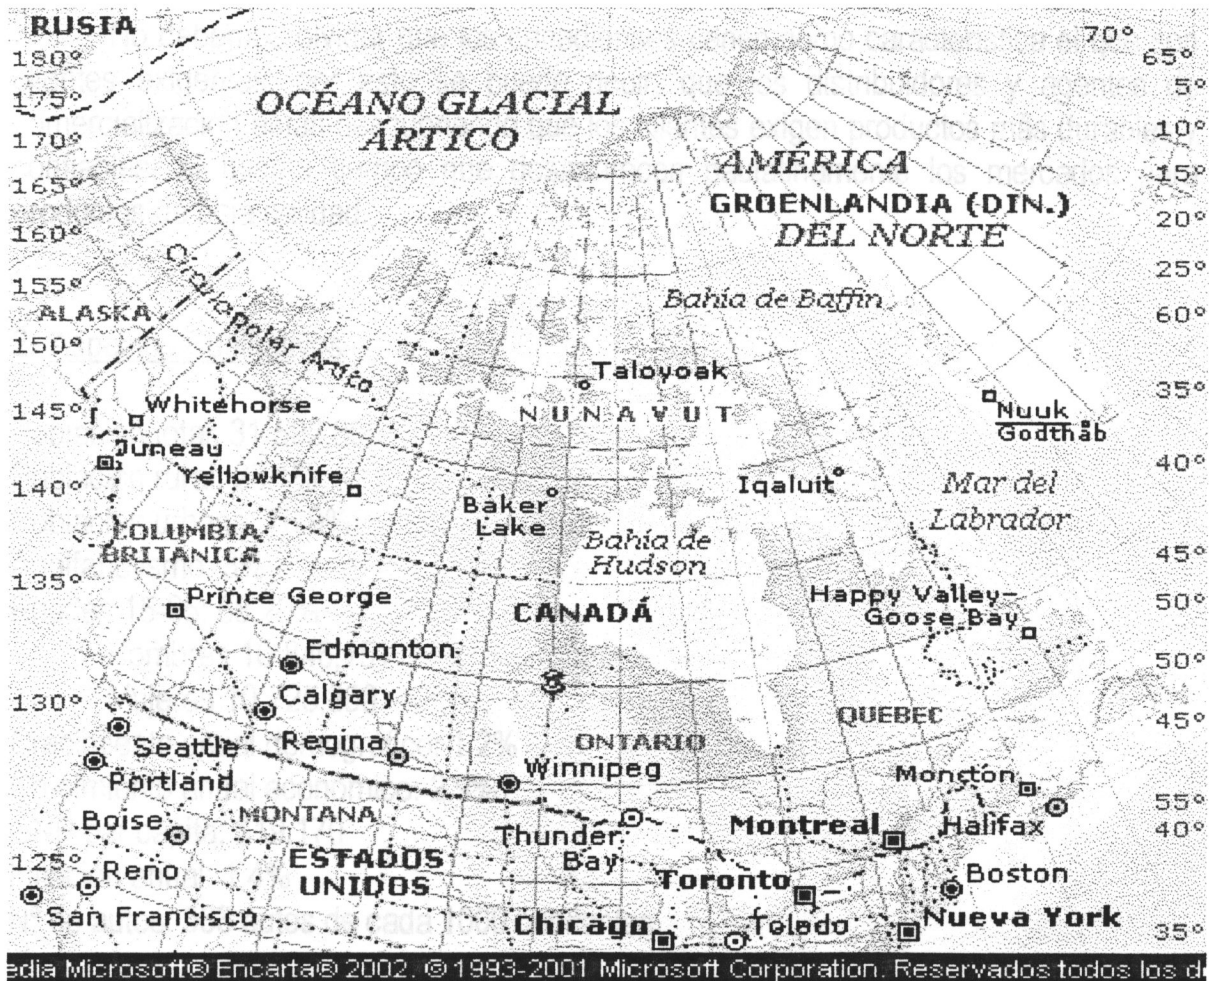 RUSIA
180°
175°
170°
165°
160°
155°
ALASKA
150°
145°
140°
135°
130°
125°
70°
65°
5°
10°
15°
20°
25°
60°
35°
40°
45°
50°
50°
45°
55°
40°
35°
OCÉANO GLACIAL
ÁRTICO
AMÉRICA
GROENLANDIA (DIN.)
DEL NORTE
Círculo Polar Ártico
Bahía de Baffin
Taloyoak
NUNAVUT
Whitehorse
Juneau
Yellowknife
Baker
Lake
Iqaluit
Nuuk
Godthåb
Mar del
Labrador
COLUMBIA
BRITÁNICA
Bahía de
Hudson
Prince George
CANADÁ
Happy Valley-
Goose Bay
Edmonton
Calgary
Seattle
Regina
ONTARIO
QUEBEC
Portland
Winnipeg
Moncton
Boise
MONTANA
Thunder
Bay
Montreal
Halifax
Reno
ESTADOS
UNIDOS
Toronto
Boston
San Francisco
Chicago
Toledo
Nueva York
edia Microsoft® Encarta® 2002. © 1993-2001 Microsoft Corporation. Reservados todos los d